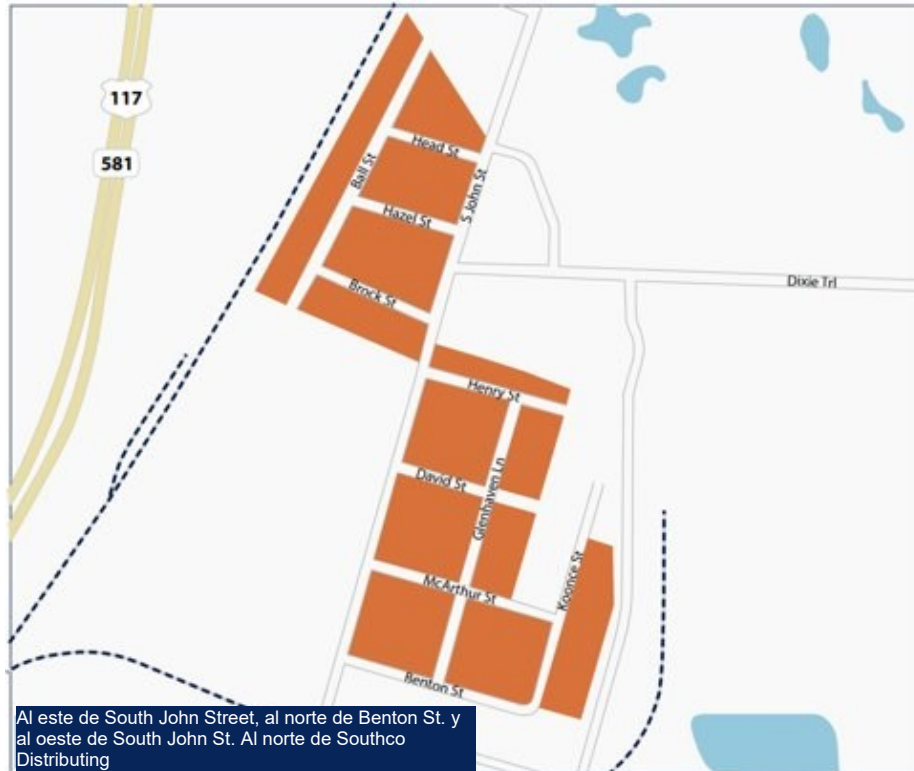 117
581
Head St
Ball St
S John St
Hazel St
Brock St
Dixie Trl
Henry St
David St
Glenhaven Ln
McArthur St
Koonce St
Benton St
Al este de South John Street, al norte de Benton St. y
al oeste de South John St. Al norte de Southco
Distributing